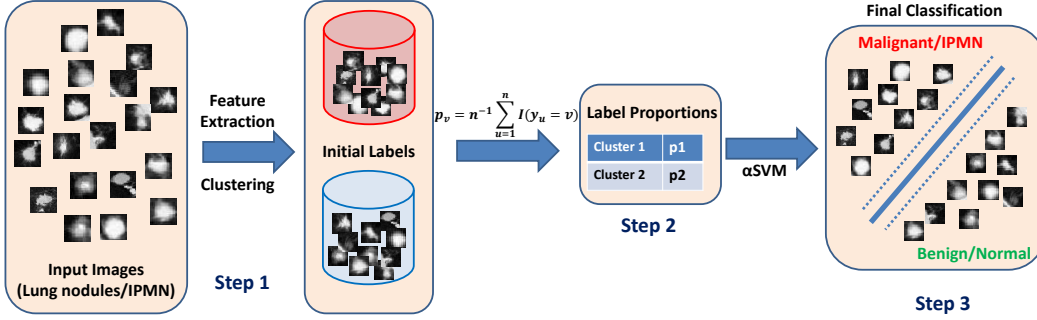 Input Images
(Lung nodules/IPMN)
Feature
Extraction
Clustering
Step 1
Initial Labels
p_v = n^{-1} \sum_{u=1}^{n} I(y_u = v)
Label Proportions
Cluster 1 p1
Cluster 2 p2
Step 2
αSVM
Final Classification
Malignant/IPMN
Benign/Normal
Step 3